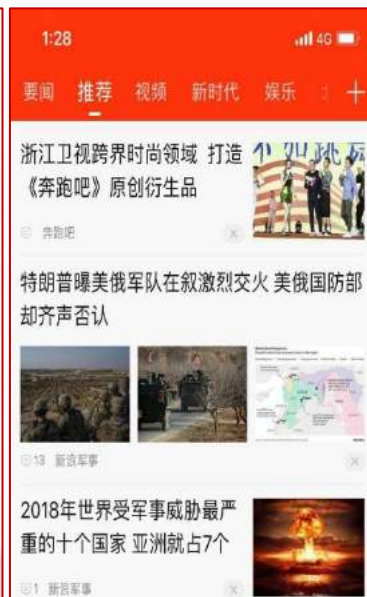 1:28
4G
要闻 推荐 视频 新时代 娱乐
浙江卫视跨界时尚领域 打造
《奔跑吧》原创衍生品
奔跑吧
特朗普曝美俄军队在叙激烈交火 美俄国防部
却齐声否认
13 新浪军事
2018年世界受军事威胁最严
重的十个国家 亚洲就占7个
1 新浪军事